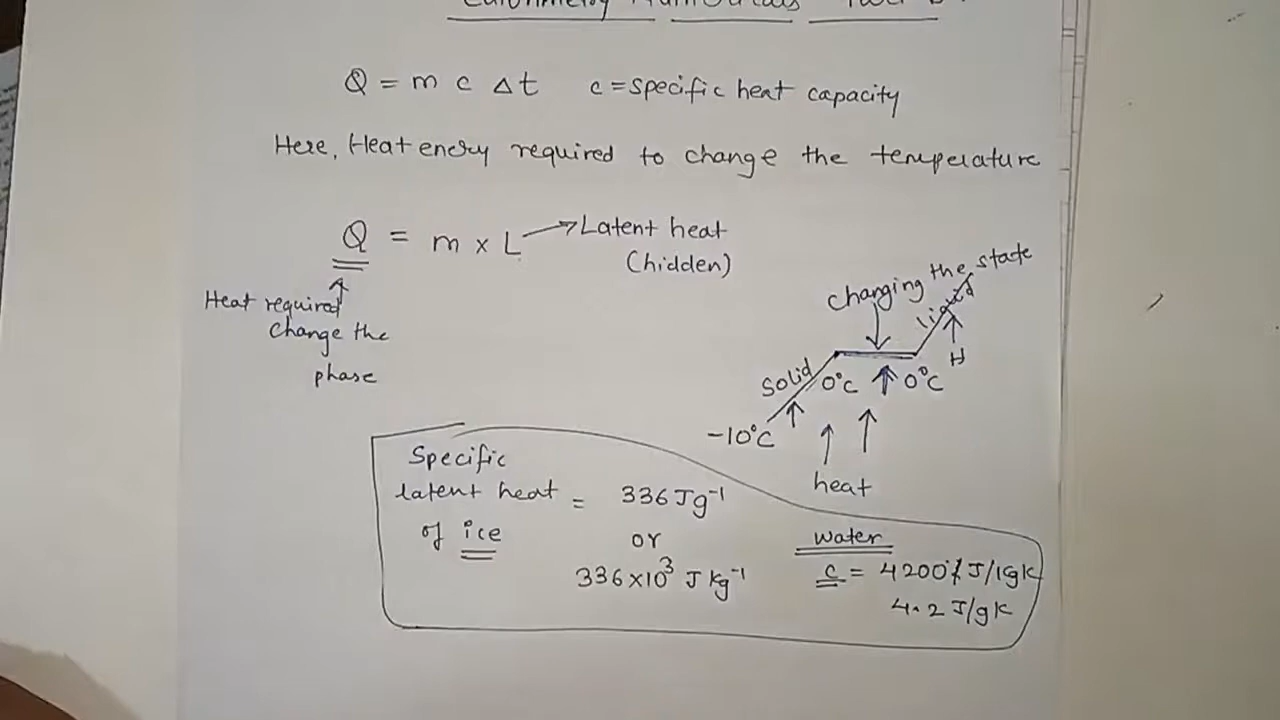 Q = m c Δt c = specific heat capacity
Here, Heat energy required to change the temperature
Q = m x L → Latent heat
(hidden)
Heat required
change the
phase
changing the state
solid
liquid
0°C
0°C
H
-10°C
heat
Specific
latent heat = 336 Jg⁻¹
of ice
or
336×10³ J Kg⁻¹
water
c = 4200 J/kgK
4.2 J/gK